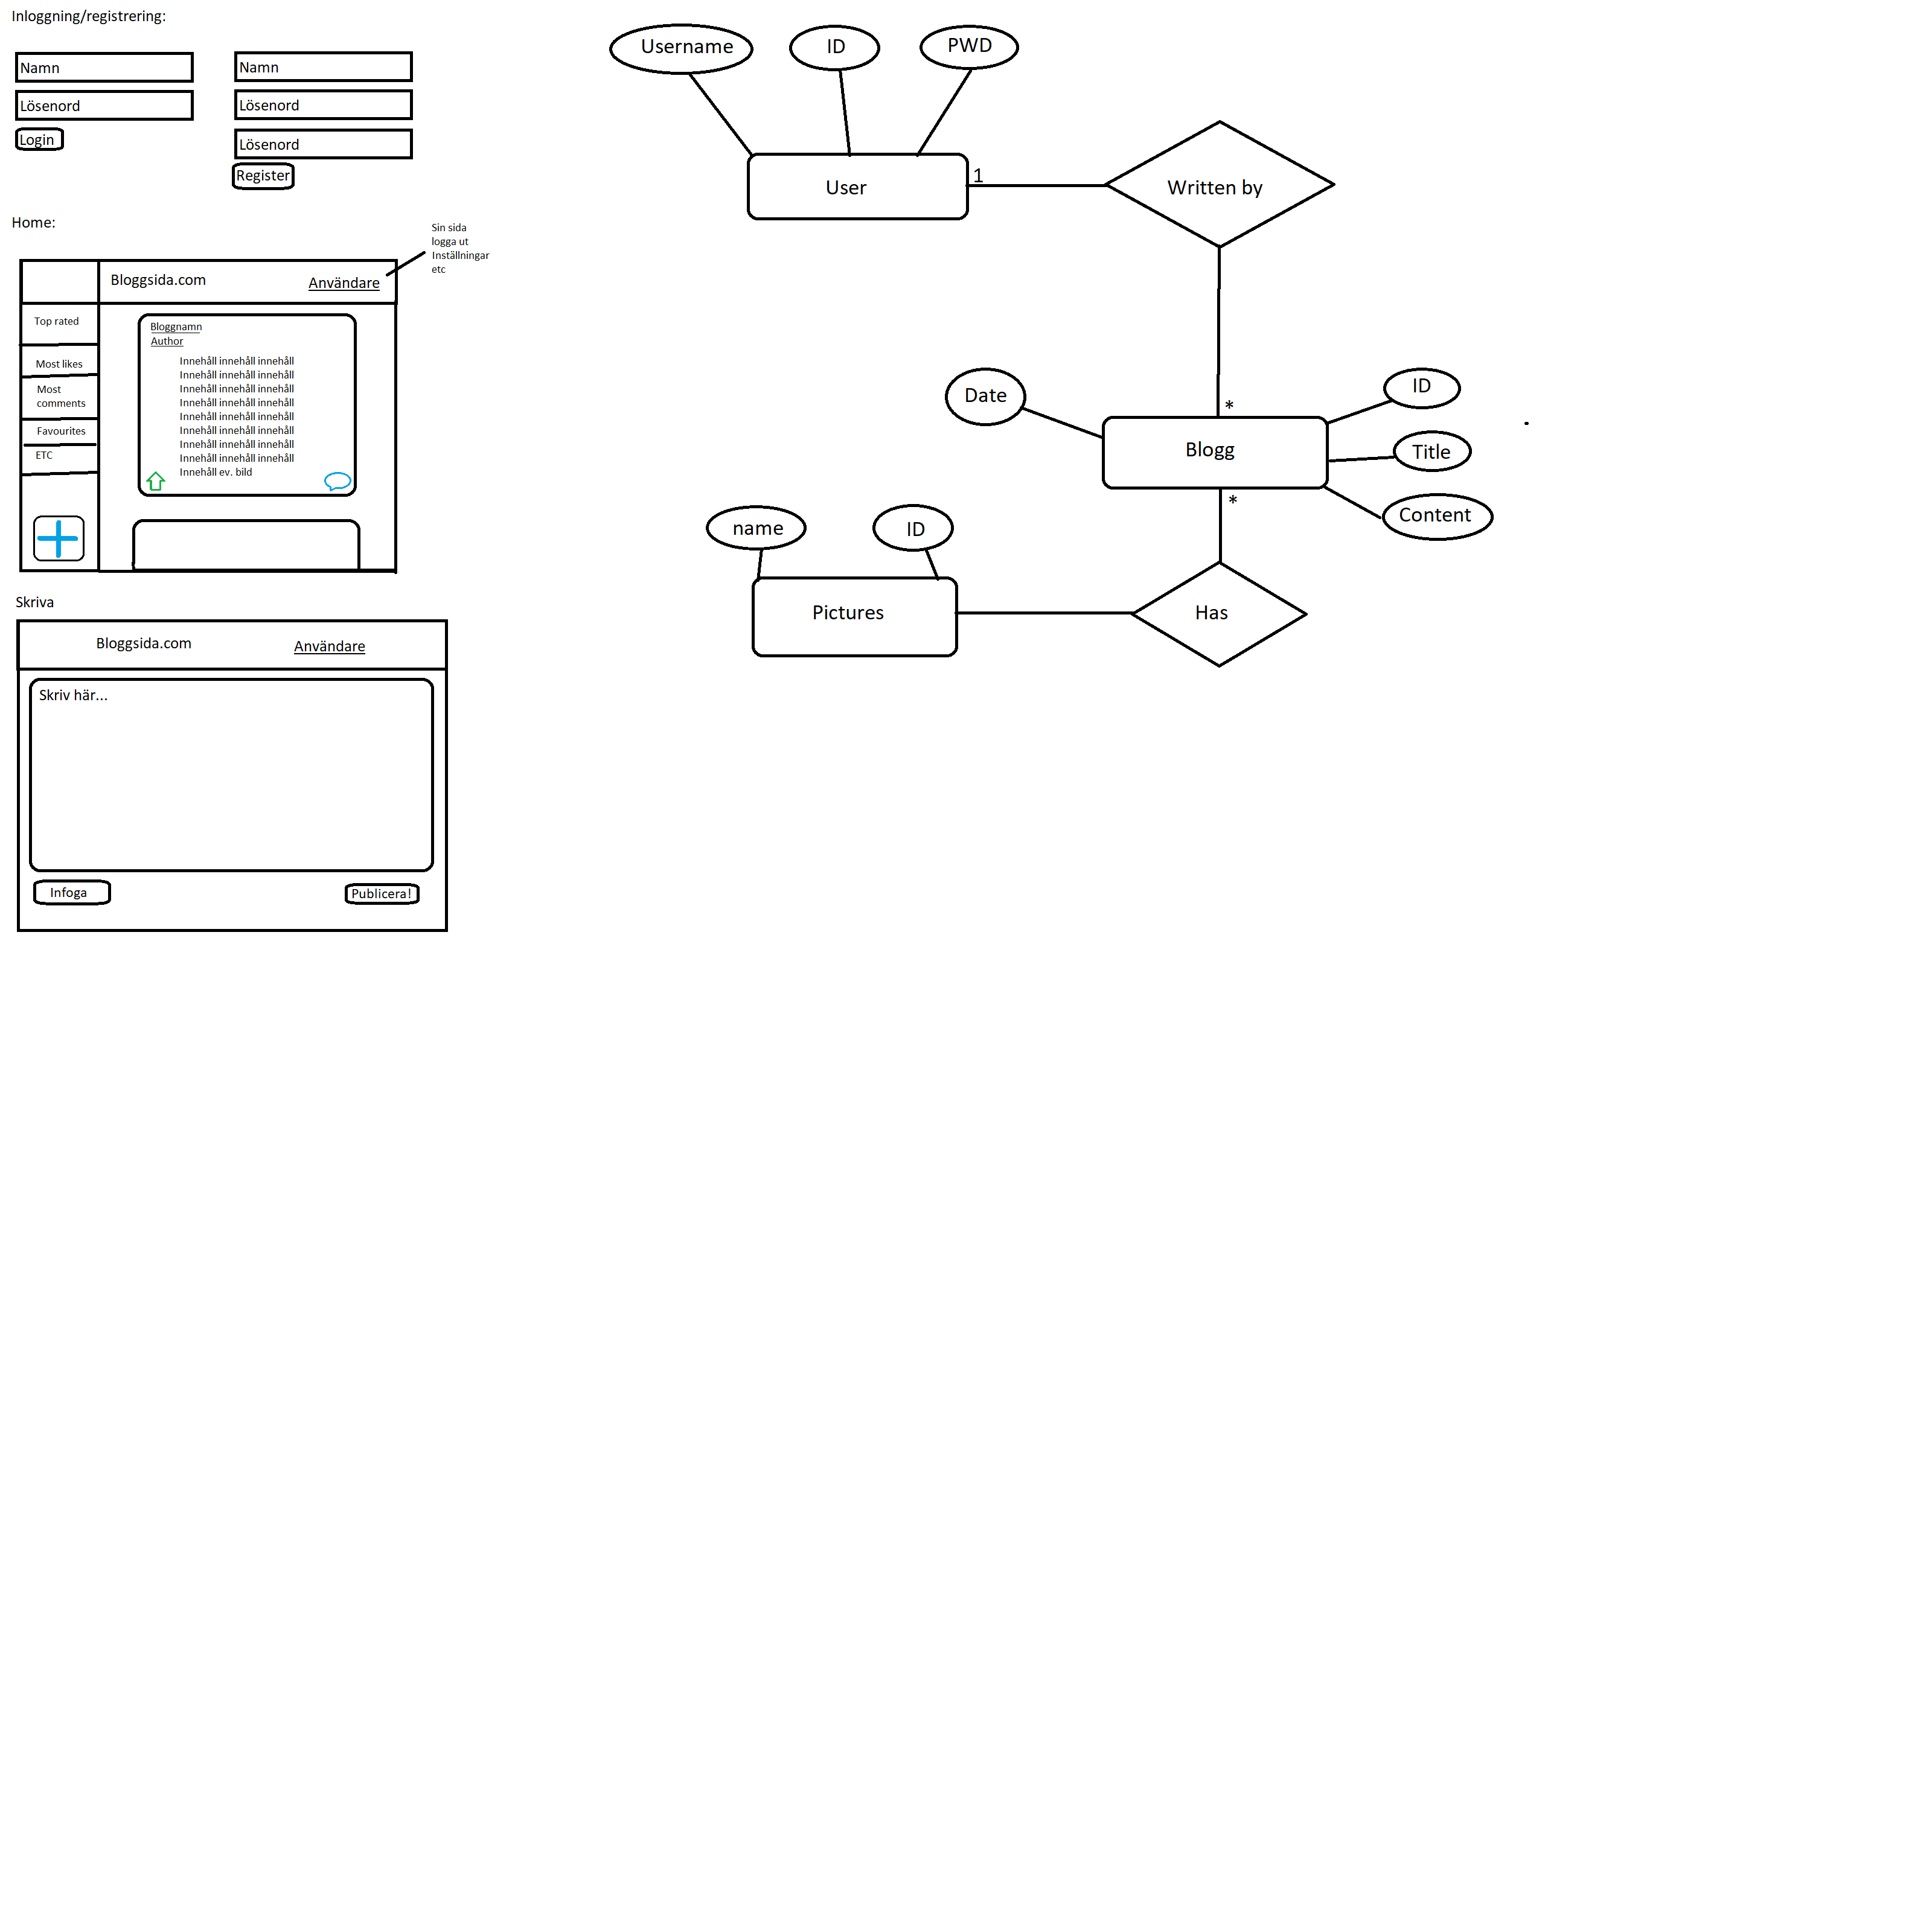 Inloggning/registrering:
Namn
Lösenord
Login
Namn
Lösenord
Lösenord
Register
Home:
Sin sida
logga ut
Inställningar
etc
Bloggsida.com
Användare
Top rated
Most likes
Most
comments
Favourites
ETC
Bloggnamn
Author
Innehåll innehåll innehåll
Innehåll innehåll innehåll
Innehåll innehåll innehåll
Innehåll innehåll innehåll
Innehåll innehåll innehåll
Innehåll innehåll innehåll
Innehåll innehåll innehåll
Innehåll innehåll innehåll
Innehåll ev. bild
Skriva
Bloggsida.com
Användare
Skriv här...
Infoga
Publicera!
Username
ID
PWD
User
1
Written by
*
Date
Blogg
ID
Title
Content
*
name
ID
Pictures
Has